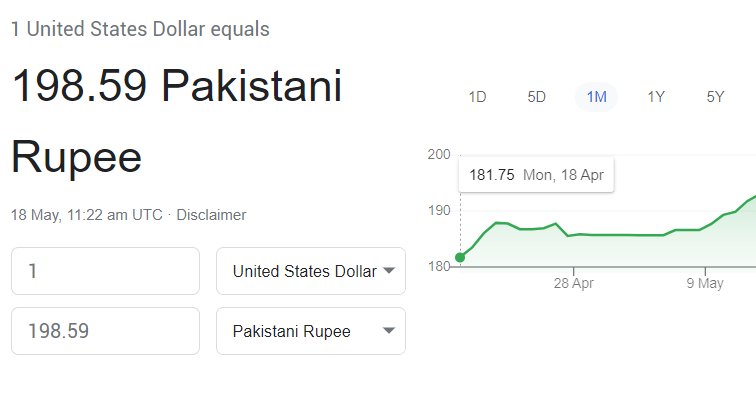 1 United States Dollar equals
198.59 Pakistani
Rupee
18 May, 11:22 am UTC · Disclaimer
1 United States Dollar
198.59 Pakistani Rupee
1D 5D 1M 1Y 5Y
200
181.75 Mon, 18 Apr
190
180
28 Apr 9 May